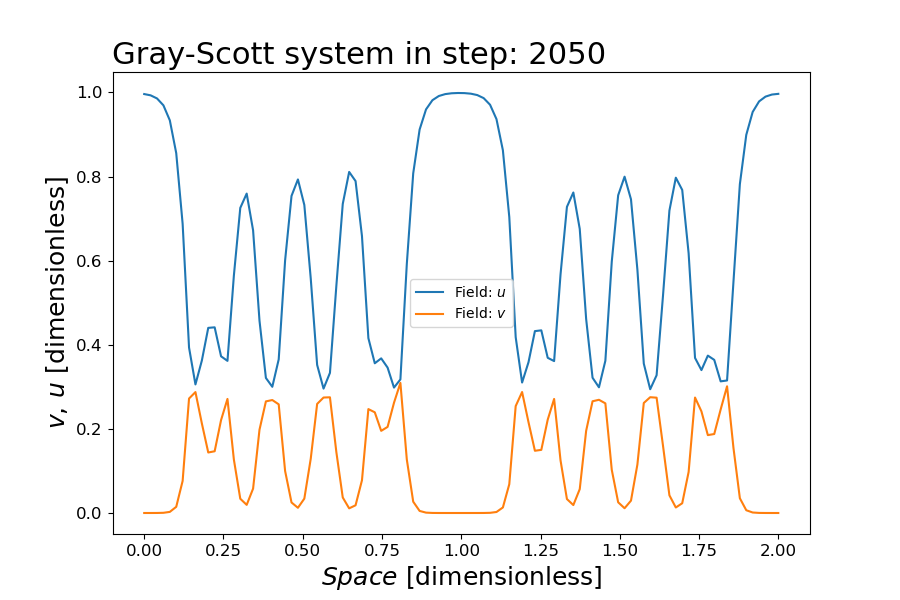 Gray-Scott system in step: 2050
v, u [dimensionless]
1.0
0.8
0.6
0.4
0.2
0.0
Field: u
Field: v
0.00 0.25 0.50 0.75 1.00 1.25 1.50 1.75 2.00
Space [dimensionless]